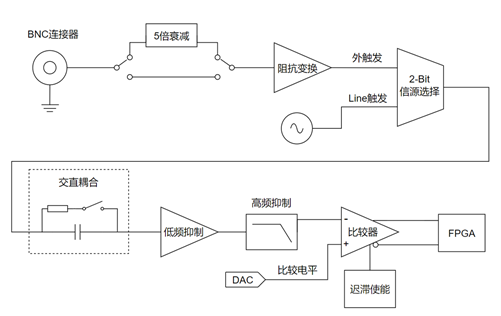 BNC连接器
5倍衰减
阻抗变换
外触发
Line触发
2-Bit
信源选择
交直耦合
低频抑制
高频抑制
-
+
比较器
FPGA
DAC
比较电平
迟滞使能